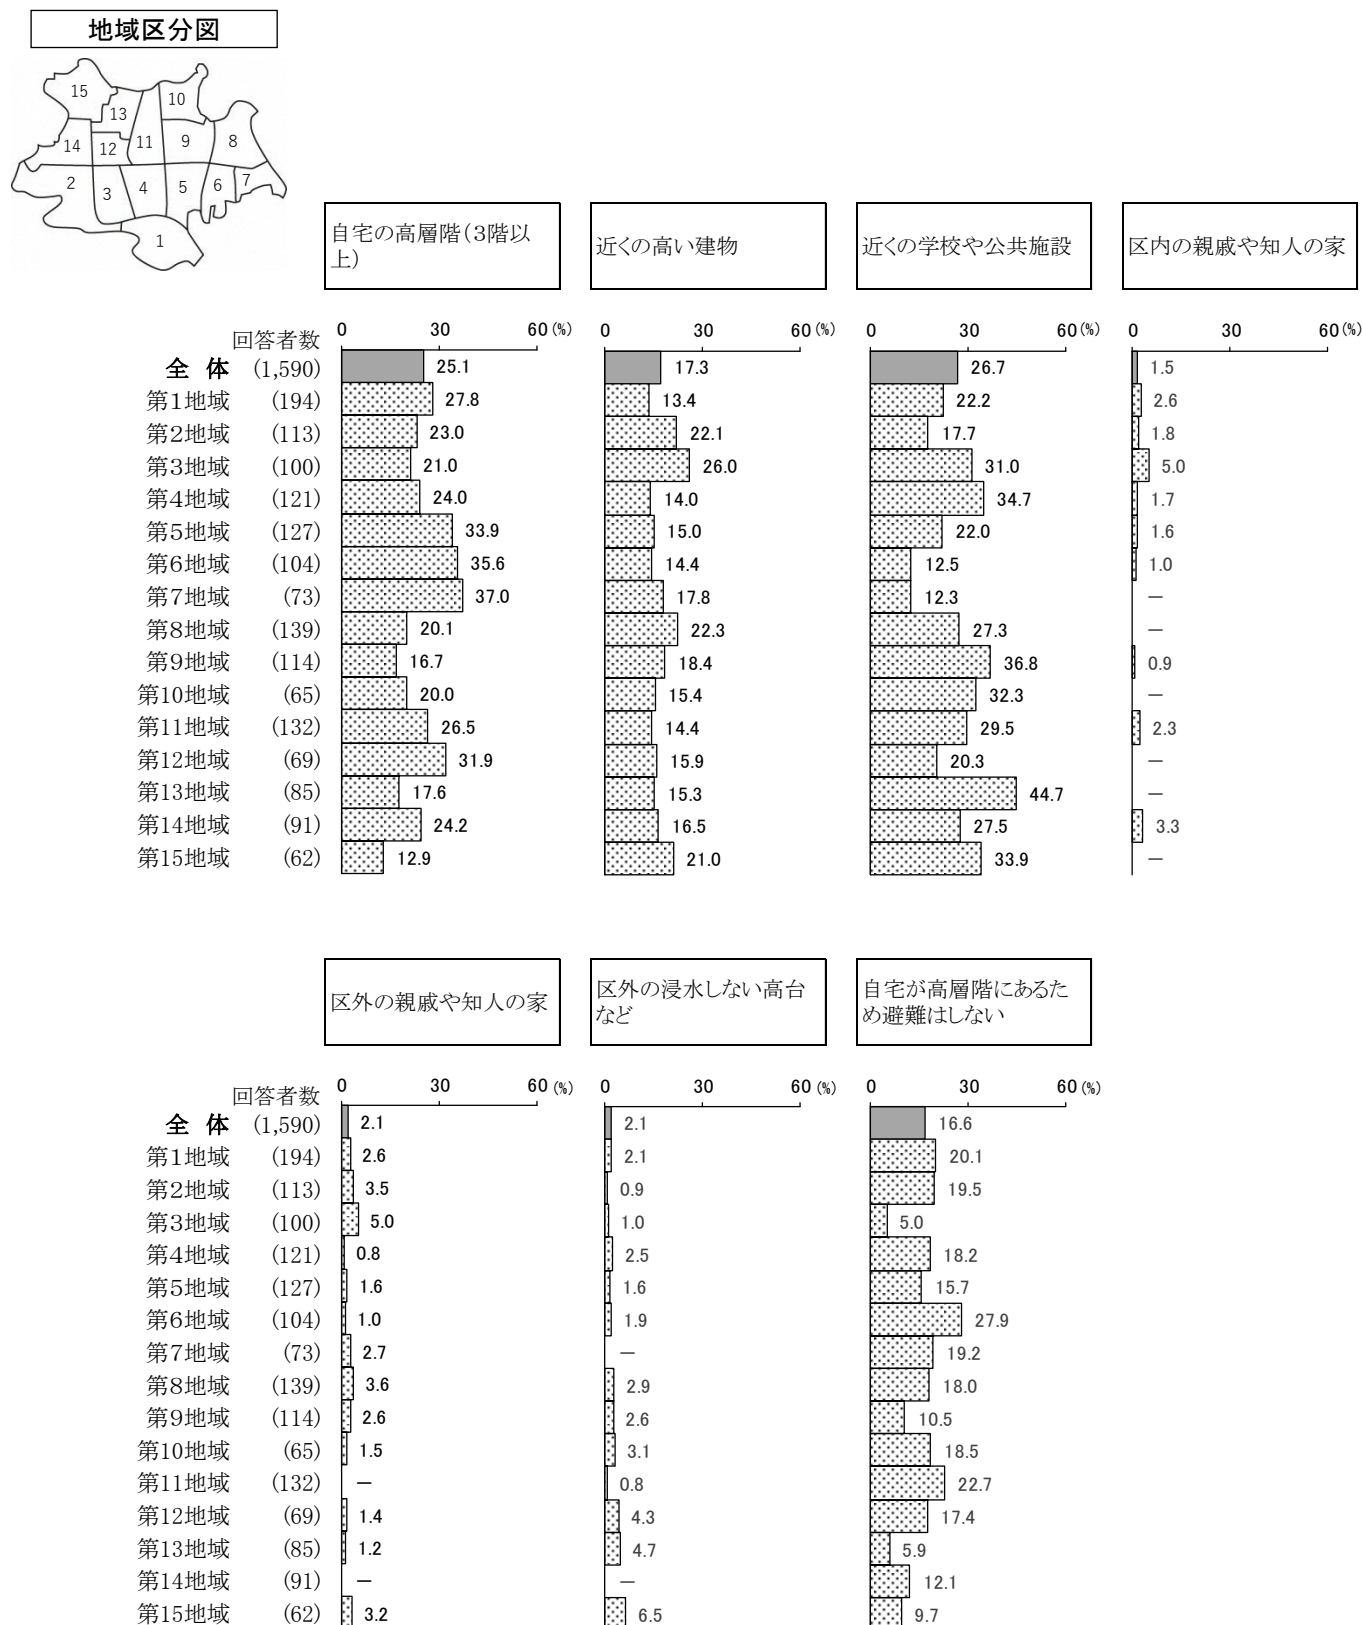 地域区分図
15
10
13
14
12
11
9
8
2
3
4
5
6
7
1
自宅の高層階(3階以
上)
近くの高い建物
近くの学校や公共施設
区内の親戚や知人の家
回答者数 0 30 60 (%) 0 30 60 (%) 0 30 60 (%) 0 30 60 (%)
全 体 (1,590) 25.1 17.3 26.7 1.5
第1地域 (194) 27.8 13.4 22.2 2.6
第2地域 (113) 23.0 22.1 17.7 1.8
第3地域 (100) 21.0 26.0 31.0 5.0
第4地域 (121) 24.0 14.0 34.7 1.7
第5地域 (127) 33.9 15.0 22.0 1.6
第6地域 (104) 35.6 14.4 12.5 1.0
第7地域 (73) 37.0 17.8 12.3 －
第8地域 (139) 20.1 22.3 27.3 －
第9地域 (114) 16.7 18.4 36.8 0.9
第10地域 (65) 20.0 15.4 32.3 －
第11地域 (132) 26.5 14.4 29.5 2.3
第12地域 (69) 31.9 15.9 20.3 －
第13地域 (85) 17.6 15.3 44.7 －
第14地域 (91) 24.2 16.5 27.5 3.3
第15地域 (62) 12.9 21.0 33.9 －
区外の親戚や知人の家
区外の浸水しない高台
など
自宅が高層階にあるた
め避難はしない
回答者数 0 30 60 (%) 0 30 60 (%) 0 30 60 (%)
全 体 (1,590) 2.1 2.1 16.6
第1地域 (194) 2.6 2.1 20.1
第2地域 (113) 3.5 0.9 19.5
第3地域 (100) 5.0 1.0 5.0
第4地域 (121) 0.8 2.5 18.2
第5地域 (127) 1.6 1.6 15.7
第6地域 (104) 1.0 1.9 27.9
第7地域 (73) 2.7 － 19.2
第8地域 (139) 3.6 2.9 18.0
第9地域 (114) 2.6 2.6 10.5
第10地域 (65) 1.5 3.1 18.5
第11地域 (132) － 0.8 22.7
第12地域 (69) 1.4 4.3 17.4
第13地域 (85) 1.2 4.7 5.9
第14地域 (91) － － 12.1
第15地域 (62) 3.2 6.5 9.7